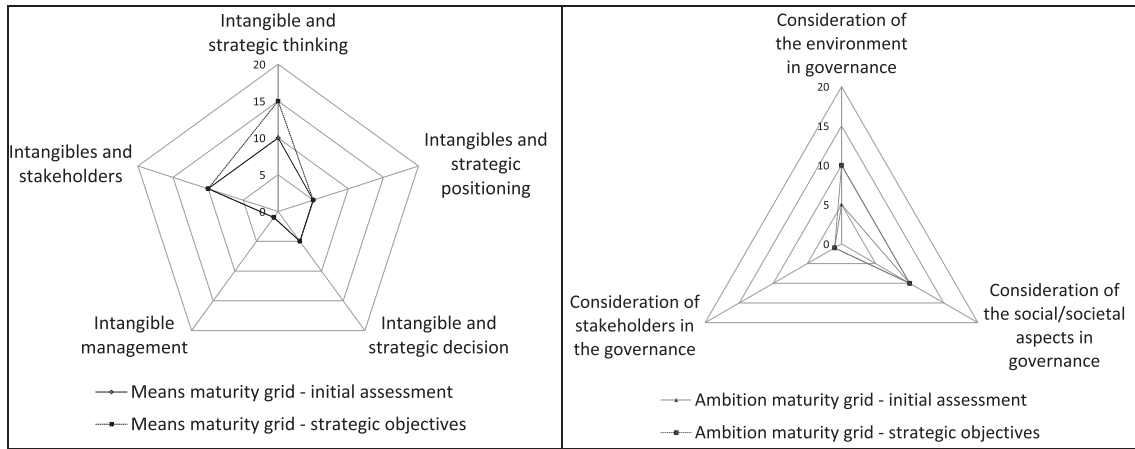 Intangible and
strategic thinking
20
15
10
5
0
Intangibles and
strategic
positioning
Intangible and
strategic decision
Intangible
management
Intangibles and
stakeholders
Means maturity grid - initial assessment
Means maturity grid - strategic objectives
Consideration of
the environment
in governance
20
15
10
5
0
Consideration of
the social/societal
aspects in
governance
Consideration of
stakeholders in
the governance
Ambition maturity grid - initial assessment
Ambition maturity grid - strategic objectives